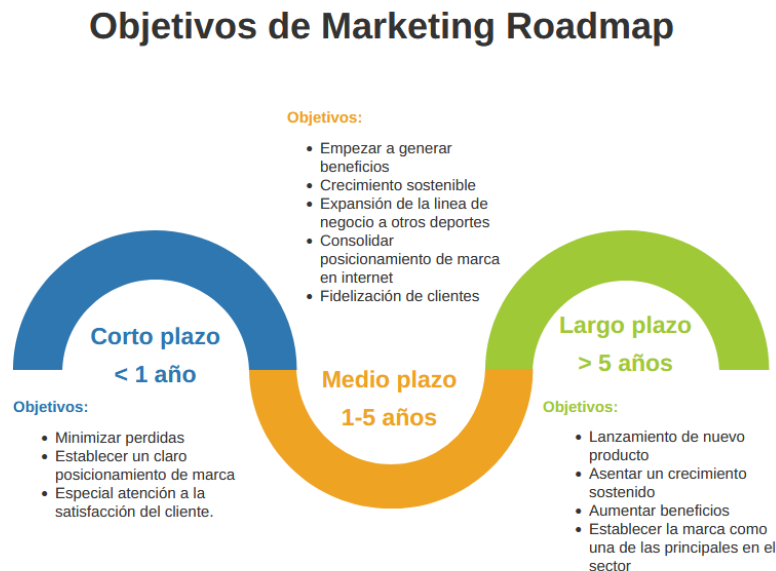 Objetivos de Marketing Roadmap
Objetivos:
• Empezar a generar
beneficios
• Crecimiento sostenible
• Expansión de la linea de
negocio a otros deportes
• Consolidar
posicionamiento de marca
en internet
• Fidelización de clientes
Corto plazo
< 1 año
Medio plazo
1-5 años
Largo plazo
> 5 años
Objetivos:
• Minimizar perdidas
• Establecer un claro
posicionamiento de marca
• Especial atención a la
satisfacción del cliente.
Objetivos:
• Lanzamiento de nuevo
producto
• Asentar un crecimiento
sostenido
• Aumentar beneficios
• Establecer la marca como
una de las principales en el
sector